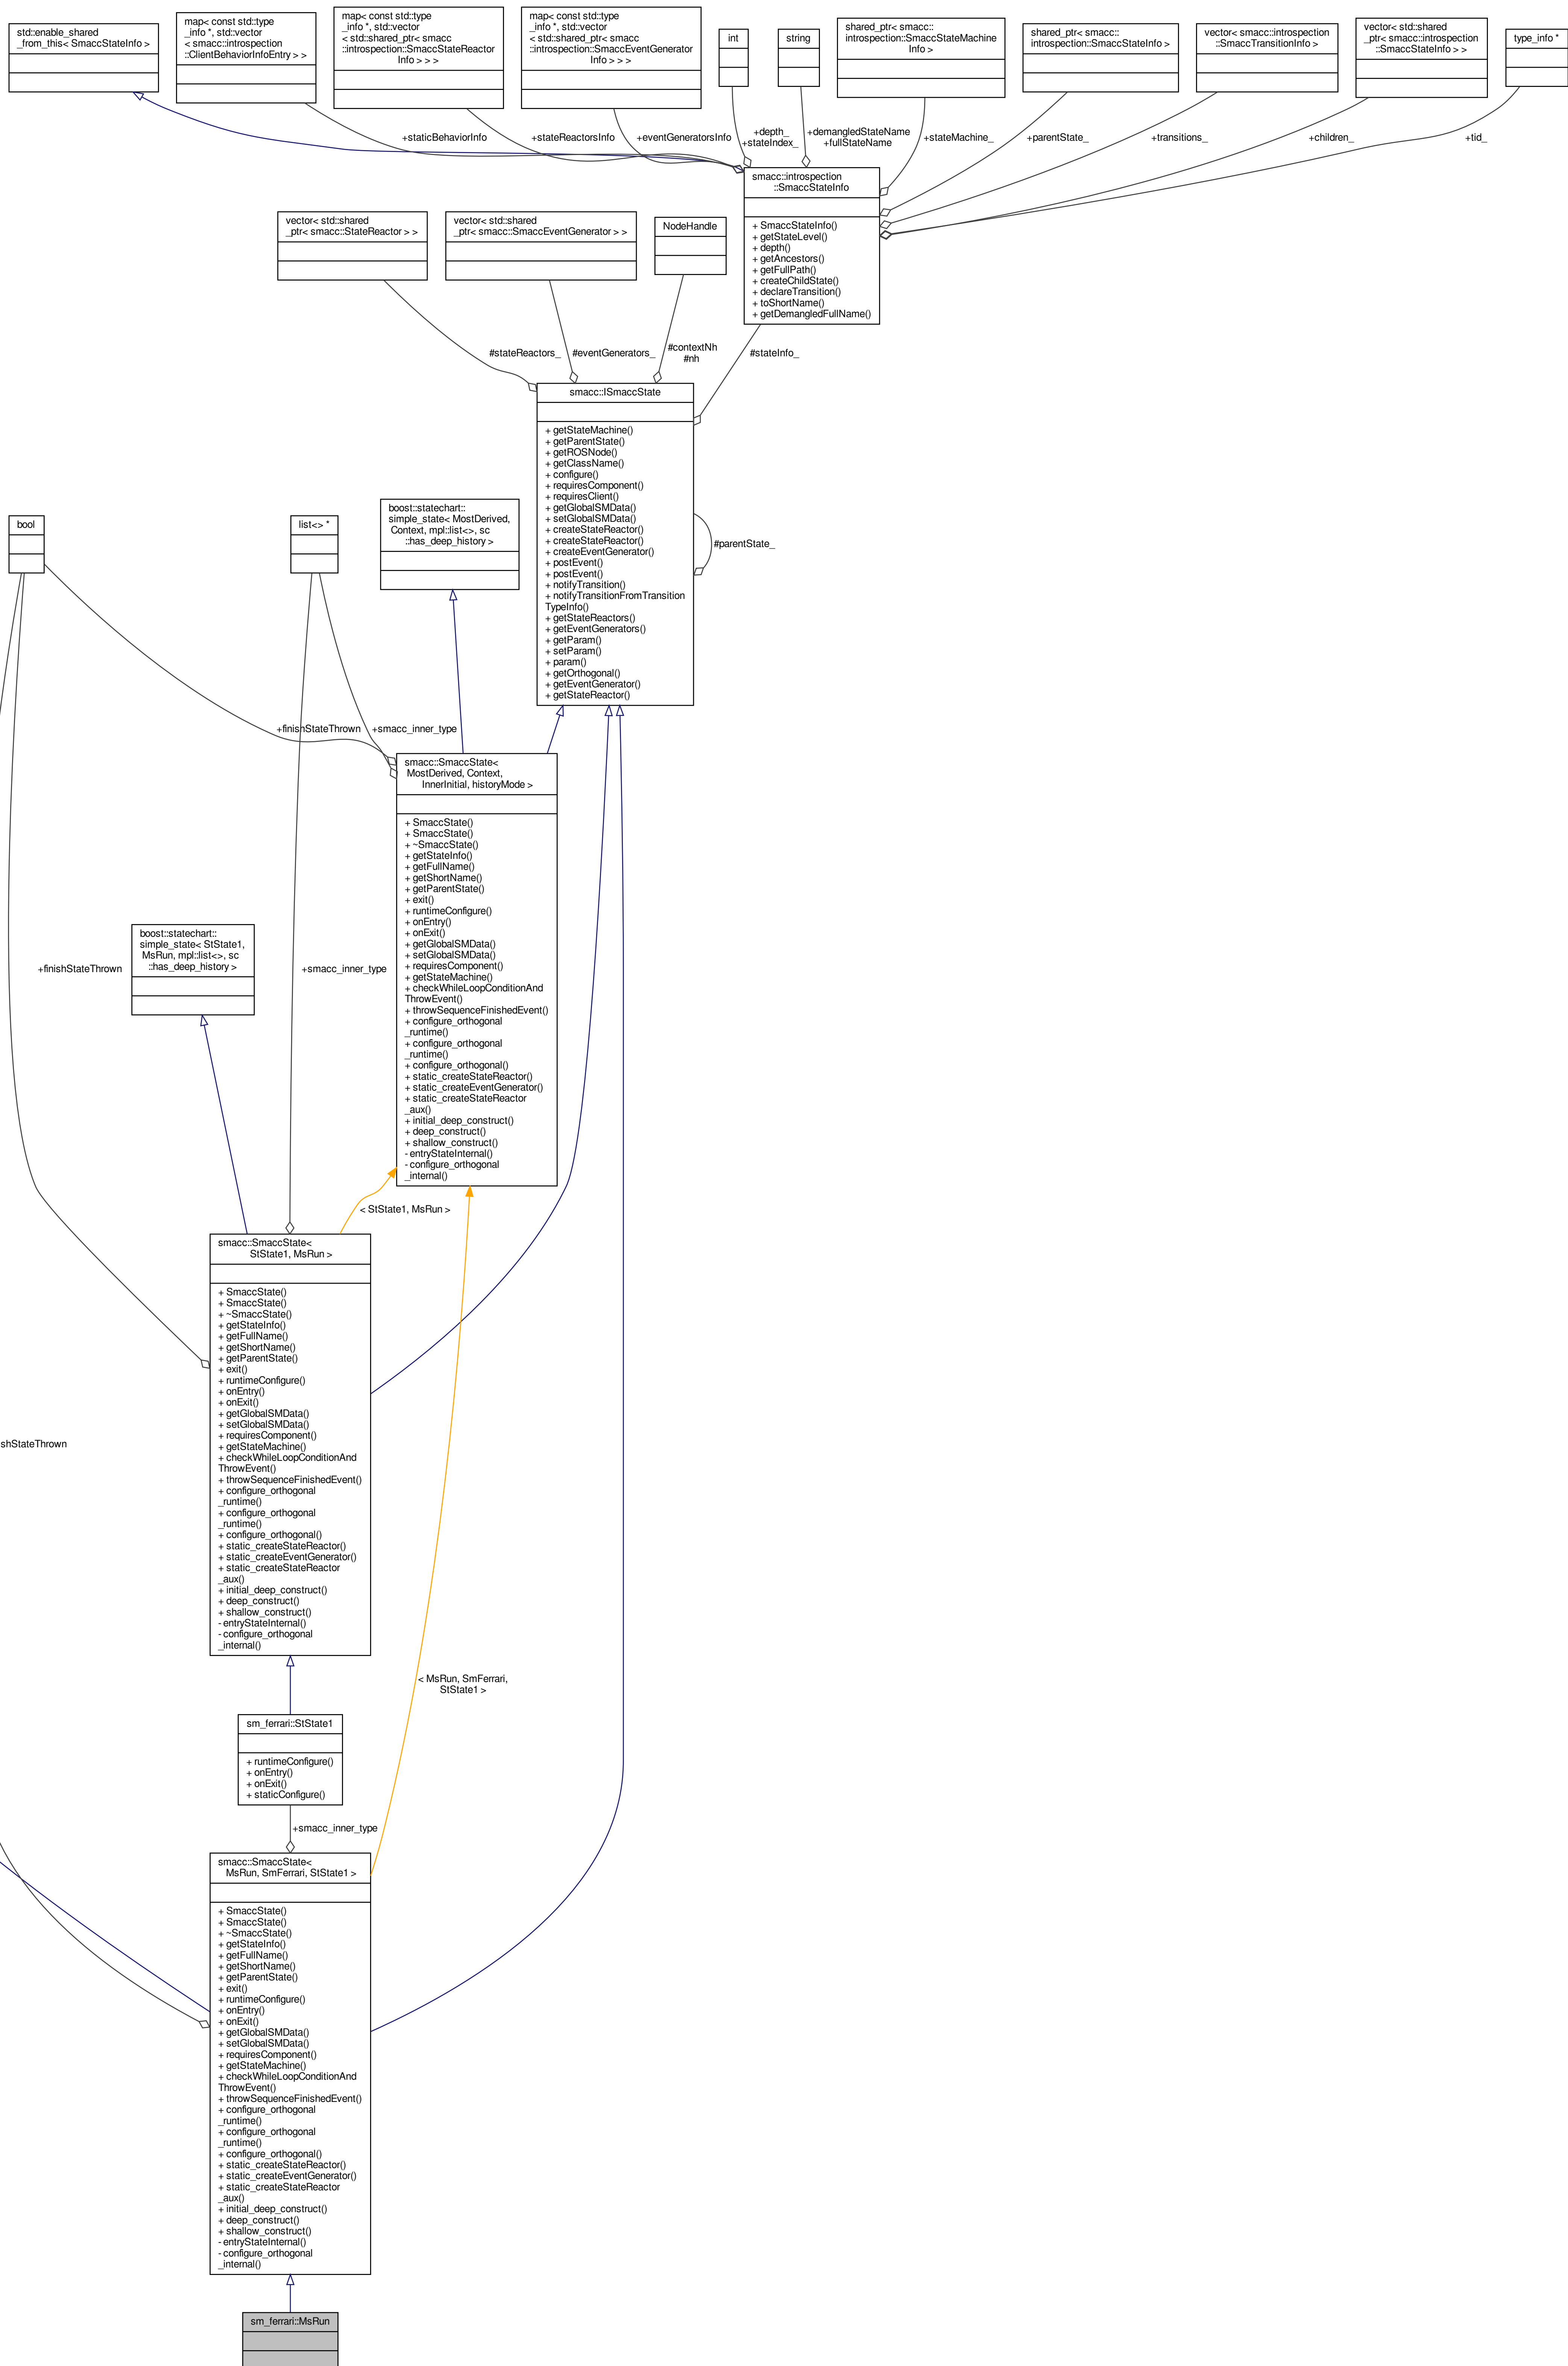 std::enable_shared
_from_this< SmaccStateInfo >
map< const std::type
_info *, std::vector
< smacc::introspection
::ClientBehaviorInfoEntry > >
map< const std::type
_info *, std::vector
< std::shared_ptr< smacc
::introspection::SmaccStateReactor
Info > > >
map< const std::type
_info *, std::vector
< std::shared_ptr< smacc
::introspection::SmaccEventGenerator
Info > > >
int
string
shared_ptr< smacc::
introspection::SmaccStateMachine
Info >
shared_ptr< smacc::
introspection::SmaccStateInfo >
vector< smacc::introspection
::SmaccTransitionInfo >
vector< std::shared
_ptr< smacc::introspection
::SmaccStateInfo > >
type_info *
+staticBehaviorInfo
+stateReactorsInfo
+eventGeneratorsInfo
+depth_
+stateIndex_
+demangledStateName
+fullStateName
+stateMachine_
+parentState_
+transitions_
+children_
+tid_
smacc::introspection
::SmaccStateInfo
+ SmaccStateInfo()
+ getStateLevel()
+ depth()
+ getAncestors()
+ getFullPath()
+ createChildState()
+ declareTransition()
+ toShortName()
+ getDemangledFullName()
vector< std::shared
_ptr< smacc::StateReactor > >
vector< std::shared
_ptr< smacc::SmaccEventGenerator > >
NodeHandle
#stateReactors_
#eventGenerators_
#contextNh
#nh
#stateInfo_
smacc::ISmaccState
+ getStateMachine()
+ getParentState()
+ getROSNode()
+ getClassName()
+ configure()
+ requiresComponent()
+ requiresClient()
+ getGlobalSMData()
+ setGlobalSMData()
+ createStateReactor()
+ createStateReactor()
+ createEventGenerator()
+ postEvent()
+ postEvent()
+ notifyTransition()
+ notifyTransitionFromTransition
TypeInfo()
+ getStateReactors()
+ getEventGenerators()
+ getParam()
+ setParam()
+ param()
+ getOrthogonal()
+ getEventGenerator()
+ getStateReactor()
#parentState_
bool
list<> *
boost::statechart::
simple_state< MostDerived,
Context, mpl::list<>, sc
::has_deep_history >
+finishStateThrown
+smacc_inner_type
smacc::SmaccState<
MostDerived, Context,
InnerInitial, historyMode >
+ SmaccState()
+ SmaccState()
+ ~SmaccState()
+ getStateInfo()
+ getFullName()
+ getShortName()
+ getParentState()
+ exit()
+ runtimeConfigure()
+ onEntry()
+ onExit()
+ getGlobalSMData()
+ setGlobalSMData()
+ requiresComponent()
+ getStateMachine()
+ checkWhileLoopConditionAnd
ThrowEvent()
+ throwSequenceFinishedEvent()
+ configure_orthogonal
_runtime()
+ configure_orthogonal
_runtime()
+ configure_orthogonal()
+ static_createStateReactor()
+ static_createEventGenerator()
+ static_createStateReactor
_aux()
+ initial_deep_construct()
+ deep_construct()
+ shallow_construct()
- entryStateInternal()
- configure_orthogonal
_internal()
boost::statechart::
simple_state< StState1,
MsRun, mpl::list<>, sc
::has_deep_history >
+finishStateThrown
+smacc_inner_type
< StState1, MsRun >
smacc::SmaccState<
StState1, MsRun >
+ SmaccState()
+ SmaccState()
+ ~SmaccState()
+ getStateInfo()
+ getFullName()
+ getShortName()
+ getParentState()
+ exit()
+ runtimeConfigure()
+ onEntry()
+ onExit()
+ getGlobalSMData()
+ setGlobalSMData()
+ requiresComponent()
+ getStateMachine()
+ checkWhileLoopConditionAnd
ThrowEvent()
+ throwSequenceFinishedEvent()
+ configure_orthogonal
_runtime()
+ configure_orthogonal
_runtime()
+ configure_orthogonal()
+ static_createStateReactor()
+ static_createEventGenerator()
+ static_createStateReactor
_aux()
+ initial_deep_construct()
+ deep_construct()
+ shallow_construct()
- entryStateInternal()
- configure_orthogonal
_internal()
shStateThrown
< MsRun, SmFerrari,
StState1 >
sm_ferrari::StState1
+ runtimeConfigure()
+ onEntry()
+ onExit()
+ staticConfigure()
+smacc_inner_type
smacc::SmaccState<
MsRun, SmFerrari, StState1 >
+ SmaccState()
+ SmaccState()
+ ~SmaccState()
+ getStateInfo()
+ getFullName()
+ getShortName()
+ getParentState()
+ exit()
+ runtimeConfigure()
+ onEntry()
+ onExit()
+ getGlobalSMData()
+ setGlobalSMData()
+ requiresComponent()
+ getStateMachine()
+ checkWhileLoopConditionAnd
ThrowEvent()
+ throwSequenceFinishedEvent()
+ configure_orthogonal
_runtime()
+ configure_orthogonal
_runtime()
+ configure_orthogonal()
+ static_createStateReactor()
+ static_createEventGenerator()
+ static_createStateReactor
_aux()
+ initial_deep_construct()
+ deep_construct()
+ shallow_construct()
- entryStateInternal()
- configure_orthogonal
_internal()
sm_ferrari::MsRun